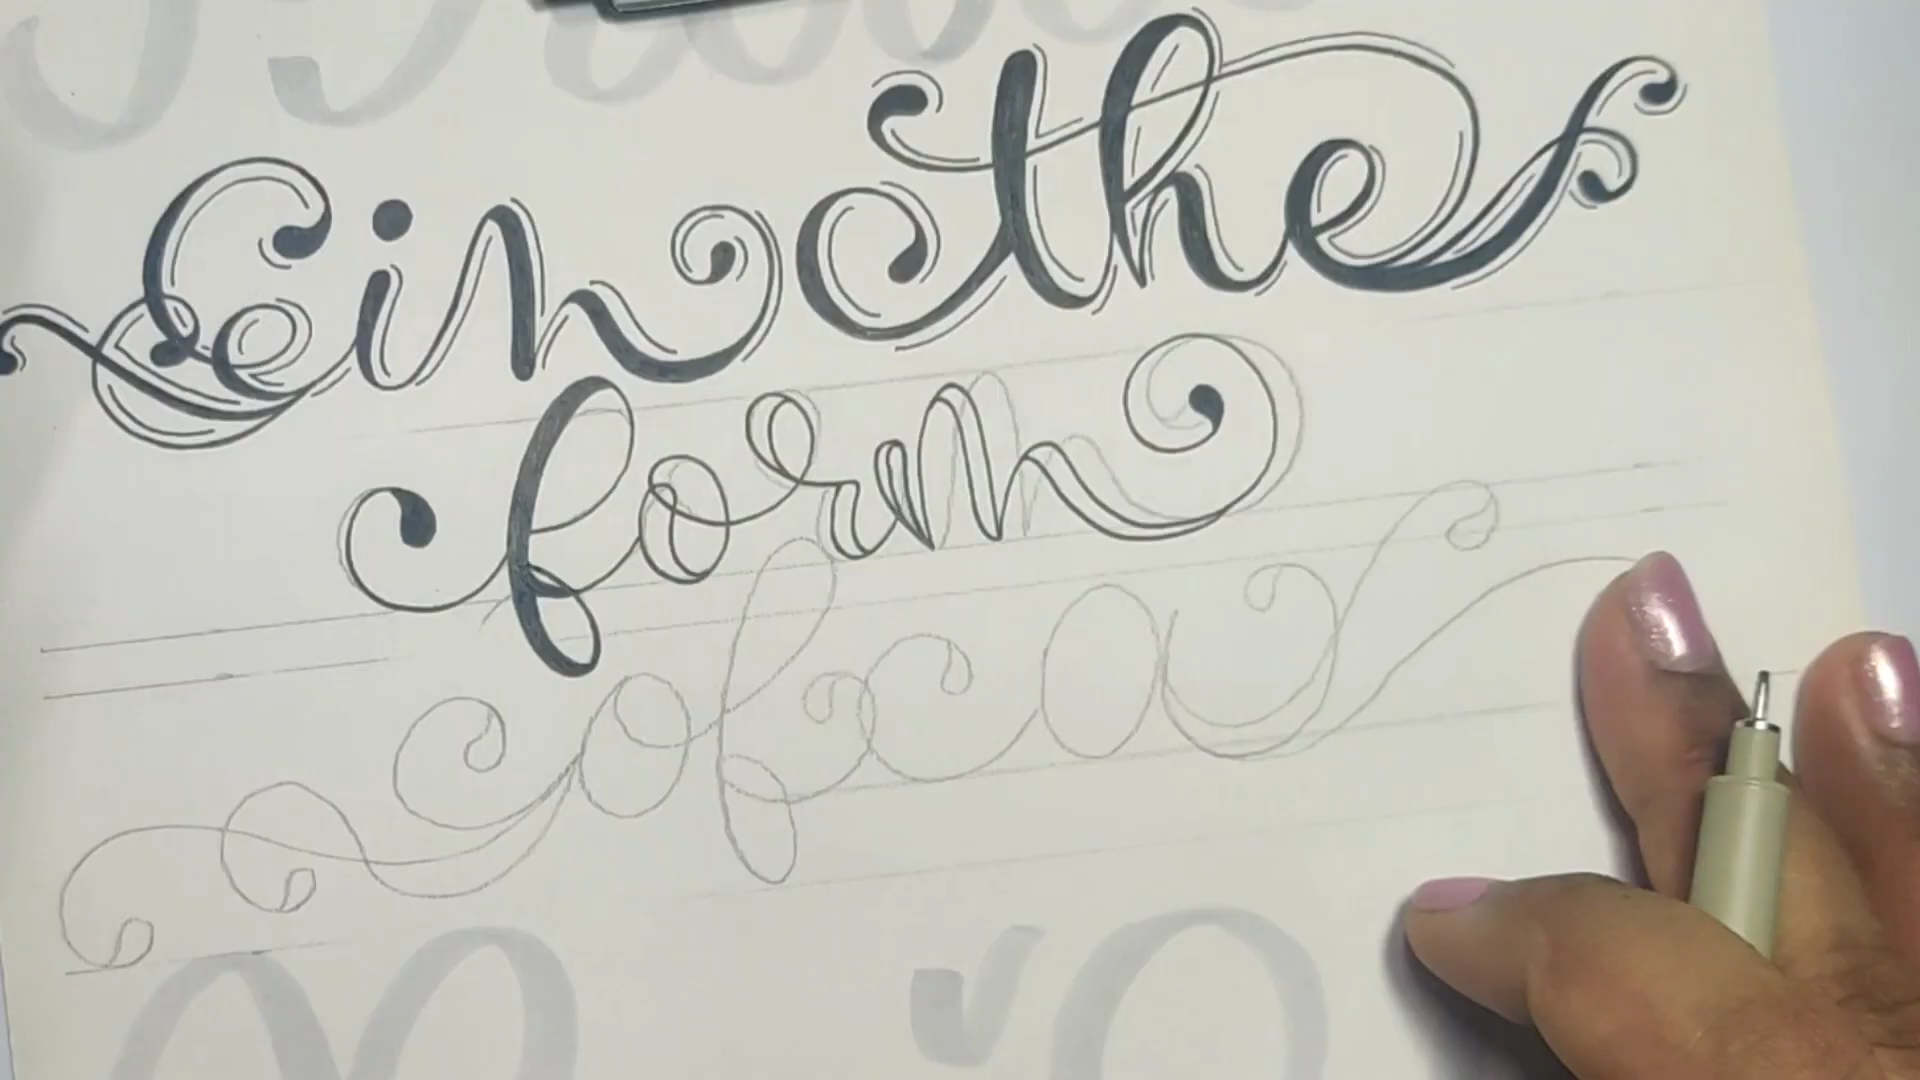 in the
form
of a